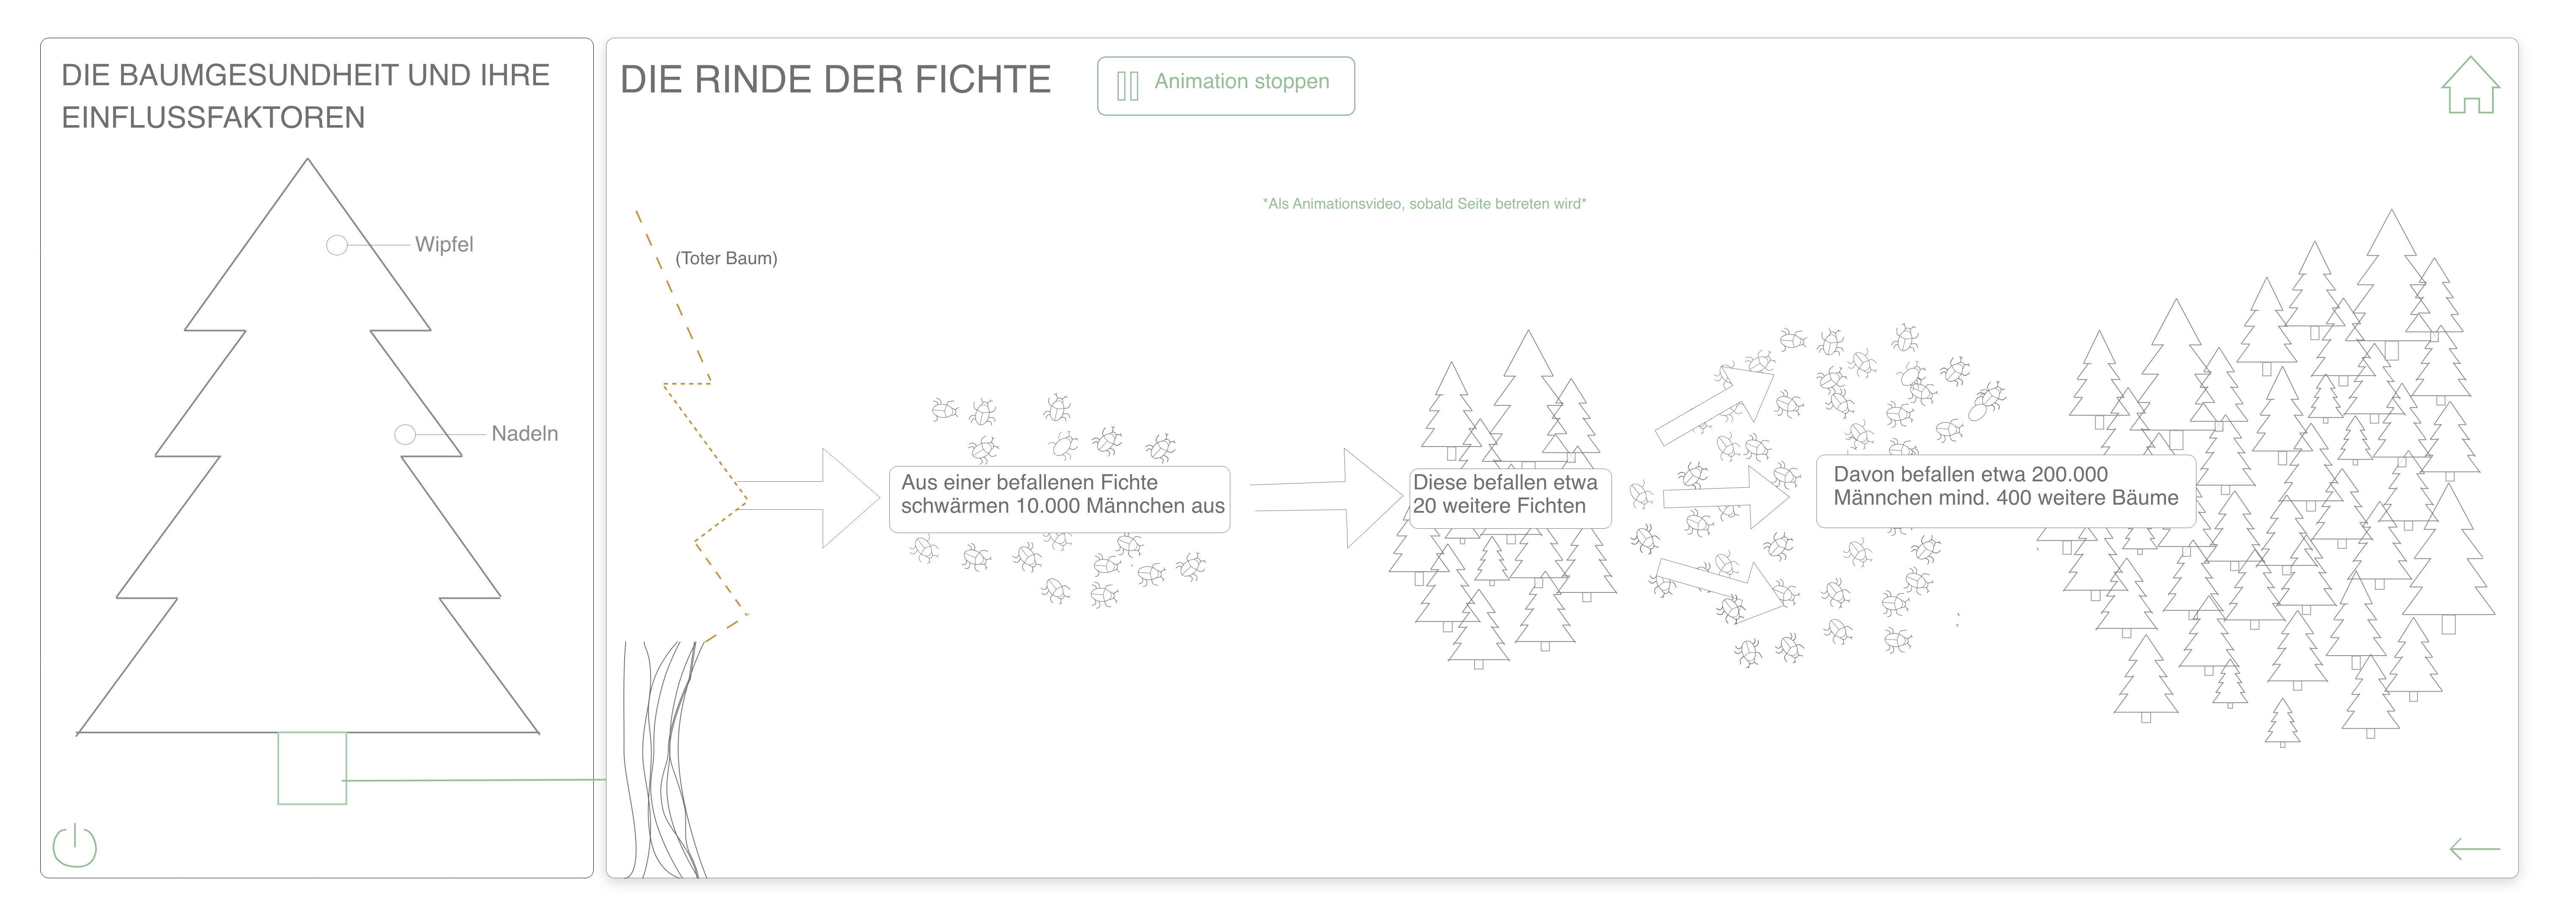 DIE BAUMGESUNDHEIT UND IHRE
EINFLUSSFAKTOREN
Wipfel
Nadeln
DIE RINDE DER FICHTE
Animation stoppen
*Als Animationsvideo, sobald Seite betreten wird*
(Toter Baum)
Aus einer befallenen Fichte
schwärmen 10.000 Männchen aus
Diese befallen etwa
20 weitere Fichten
Davon befallen etwa 200.000
Männchen mind. 400 weitere Bäume